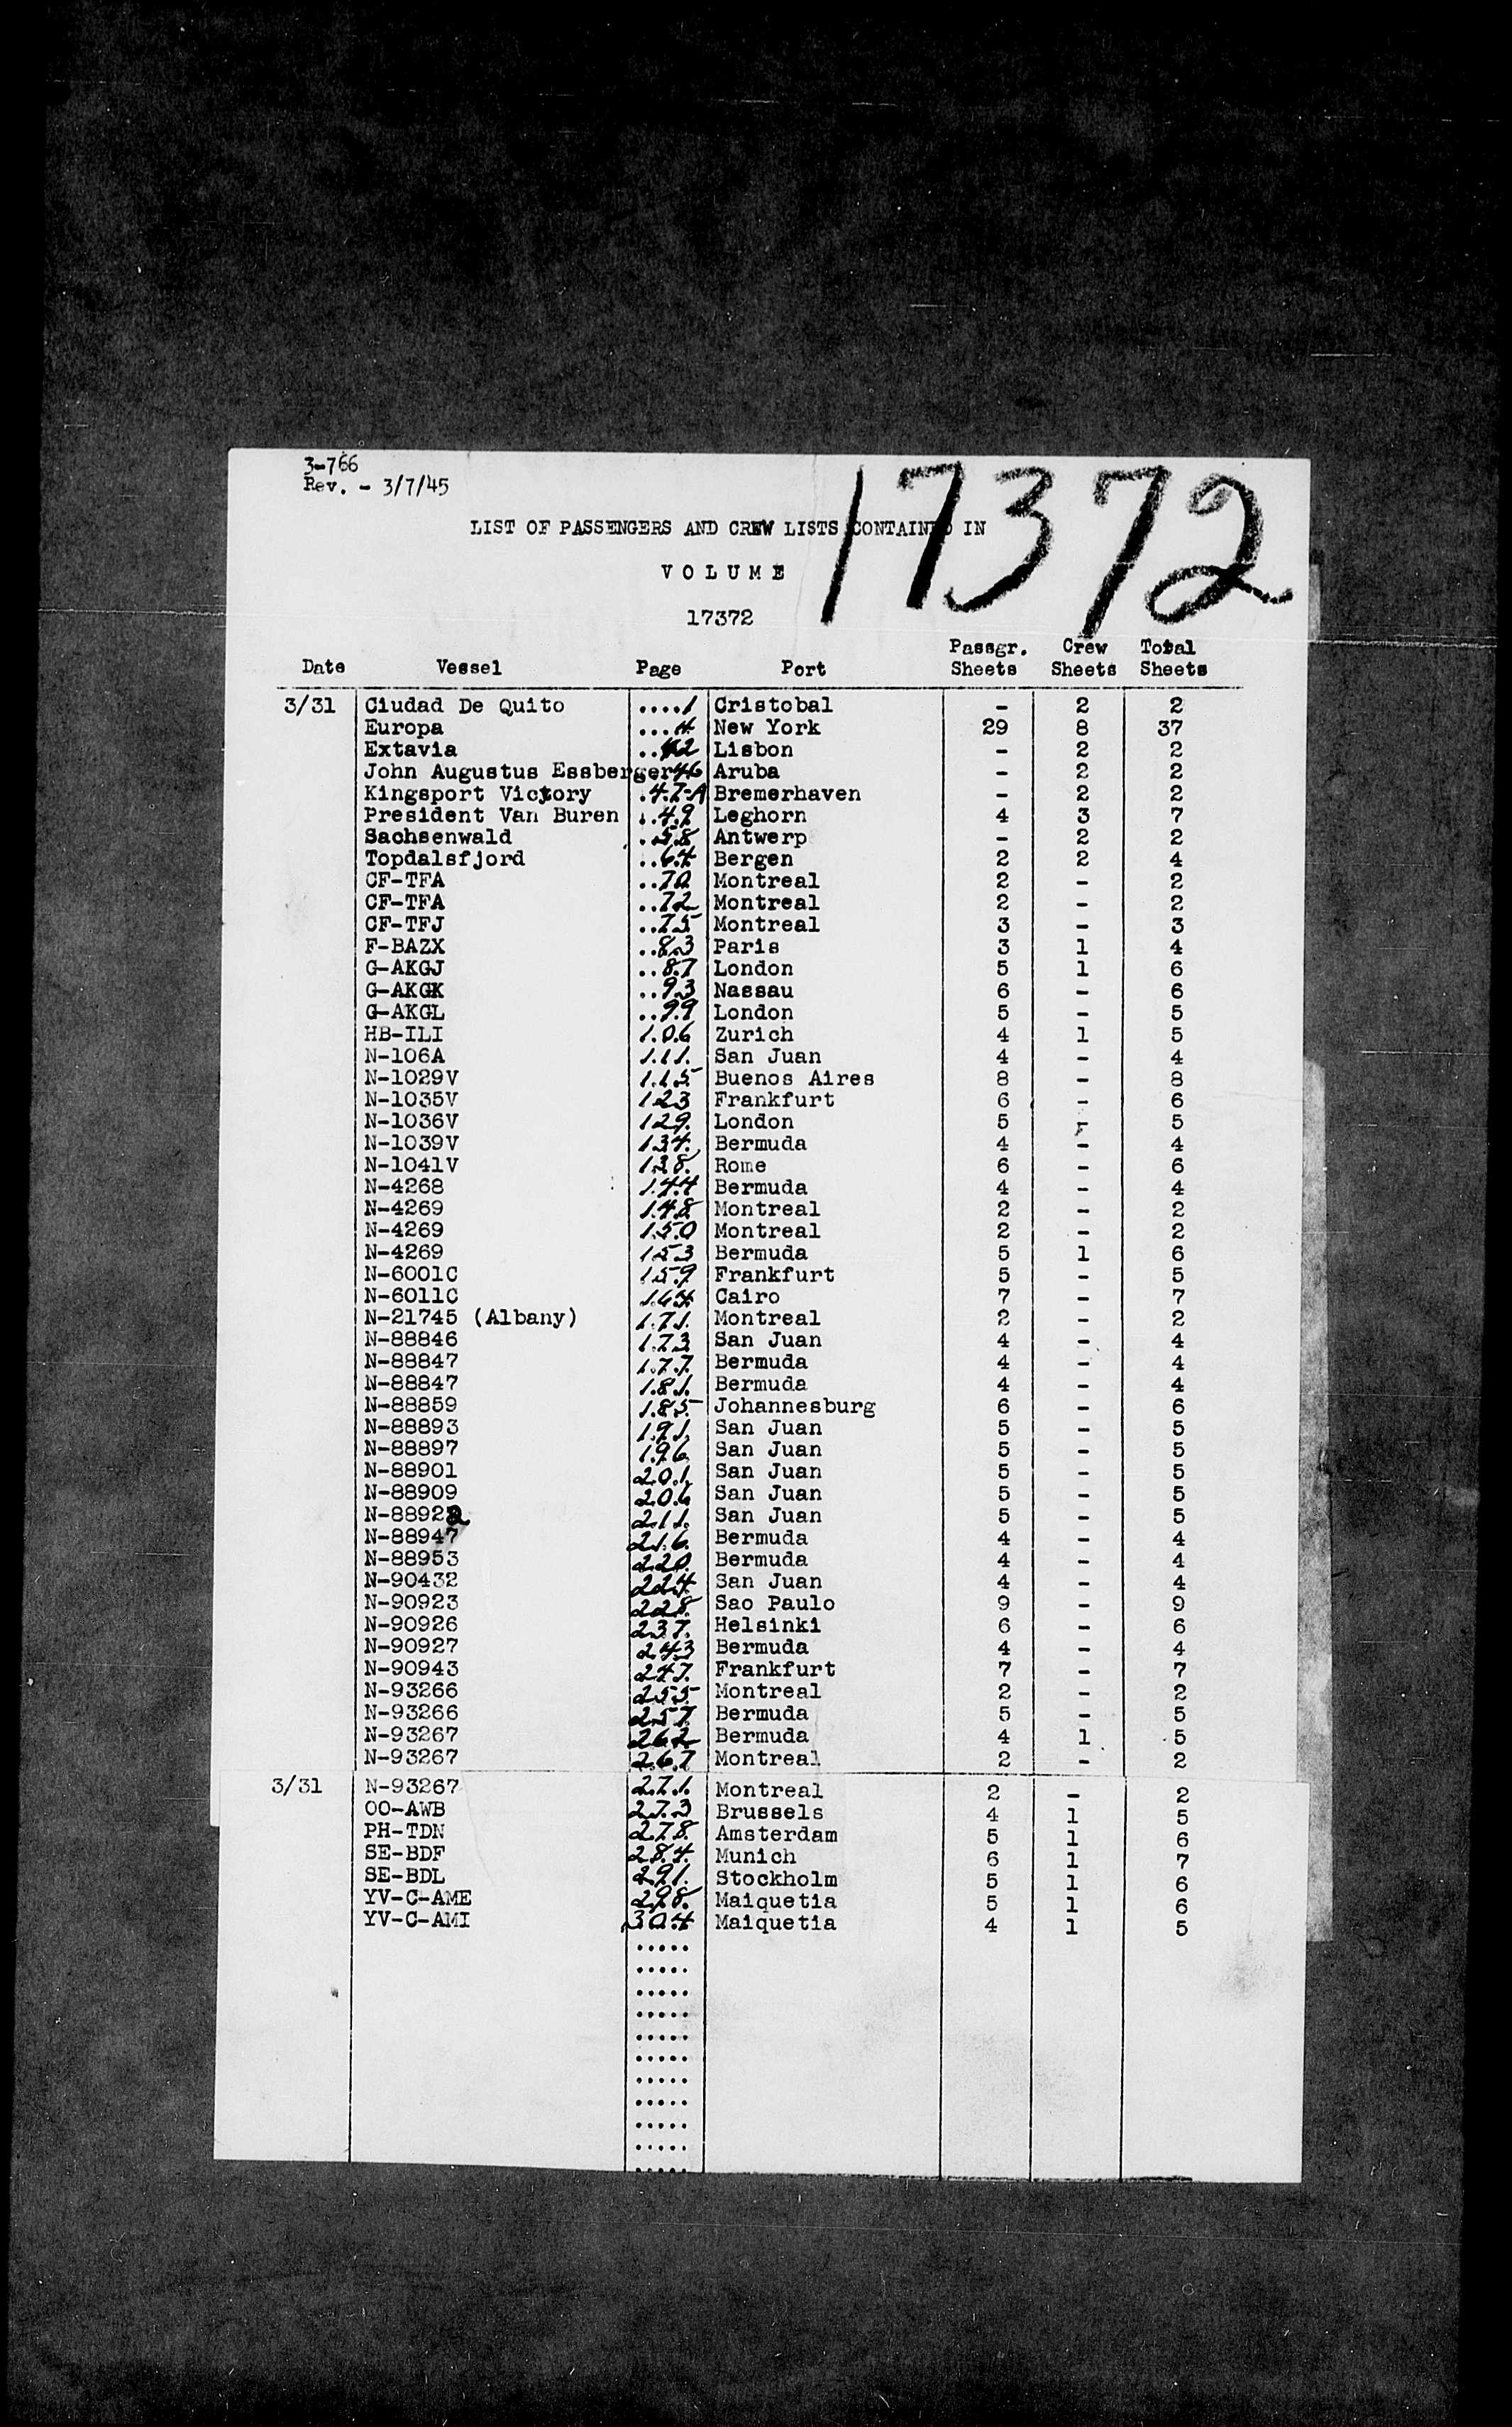 3-766
Rev. - 3/7/45
17372
LIST OF PASSENGERS AND CREW LISTS CONTAINED IN
VOLUME
17372
Date Vessel Page Port Passgr. Sheets Crew Sheets Total Sheets
3/31 Ciudad De Quito ....1 Cristobal - 2 2
Europa ....4 New York 29 8 37
Extavia ..42 Lisbon - 2 2
John Augustus Essberger 46 Aruba - 2 2
Kingsport Victory .47-A Bremerhaven - 2 2
President Van Buren ..49 Leghorn 4 3 7
Sachsenwald ..58 Antwerp - 2 2
Topdalsfjord ..64 Bergen 2 2 4
CF-TFA ..70 Montreal 2 - 2
CF-TFA ..72 Montreal 2 - 2
CF-TFJ ..75 Montreal 3 - 3
F-BAZX ..83 Paris 3 1 4
G-AKGJ ..87 London 5 1 6
G-AKGK ..93 Nassau 6 - 6
G-AKGL ..99 London 5 - 5
HB-ILI 106 Zurich 4 1 5
N-106A 111 San Juan 4 - 4
N-1029V 115 Buenos Aires 8 - 8
N-1035V 123 Frankfurt 6 - 6
N-1036V 129 London 5 - 5
N-1039V 134 Bermuda 4 - 4
N-1041V 138 Rome 6 - 6
N-4268 144 Bermuda 4 - 4
N-4269 148 Montreal 2 - 2
N-4269 150 Montreal 2 - 2
N-4269 153 Bermuda 5 1 6
N-6001C 159 Frankfurt 5 - 5
N-6011C 164 Cairo 7 - 7
N-21745 (Albany) 171 Montreal 2 - 2
N-88846 173 San Juan 4 - 4
N-88847 177 Bermuda 4 - 4
N-88847 181 Bermuda 4 - 4
N-88859 185 Johannesburg 6 - 6
N-88893 191 San Juan 5 - 5
N-88897 196 San Juan 5 - 5
N-88901 201 San Juan 5 - 5
N-88909 206 San Juan 5 - 5
N-88922 211 San Juan 5 - 5
N-88947 216 Bermuda 4 - 4
N-88953 220 Bermuda 4 - 4
N-90432 224 San Juan 4 - 4
N-90923 228 Sao Paulo 9 - 9
N-90926 237 Helsinki 6 - 6
N-90927 243 Bermuda 4 - 4
N-90943 247 Frankfurt 7 - 7
N-93266 255 Montreal 2 - 2
N-93266 257 Bermuda 5 - 5
N-93267 262 Bermuda 4 1 5
N-93267 267 Montreal 2 - 2
3/31 N-93267 271 Montreal 2 - 2
OO-AWB 273 Brussels 4 1 5
PH-TDN 278 Amsterdam 5 1 6
SE-BDF 284 Munich 6 1 7
SE-BDL 291 Stockholm 5 1 6
YV-C-AME 298 Maiquetia 5 1 6
YV-C-AMI 304 Maiquetia 4 1 5